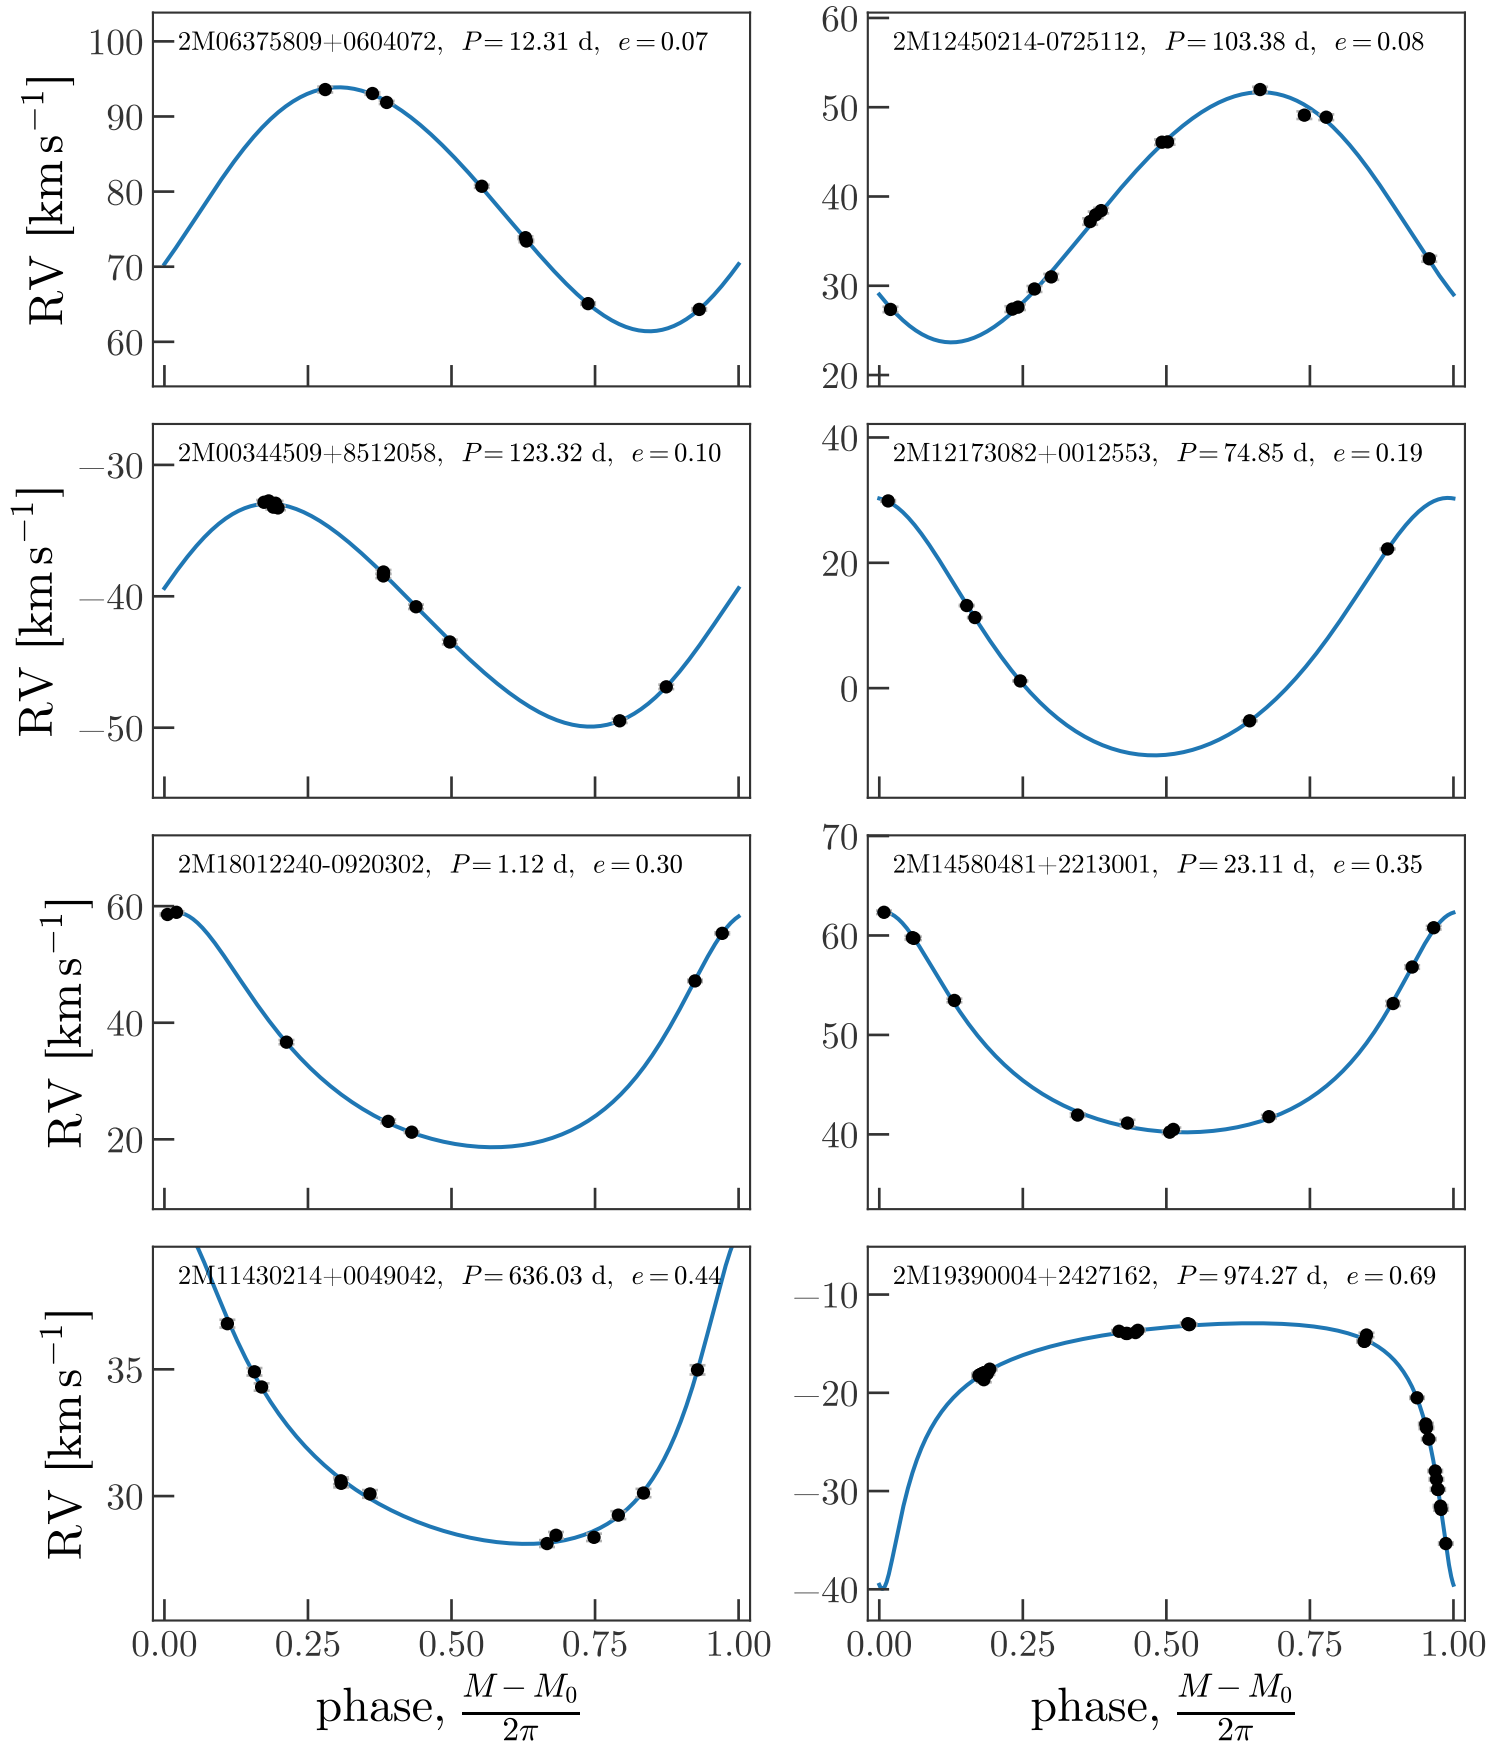 2M06375809+0604072, P = 12.31 d, e = 0.07
RV [km s⁻¹]
100
90
80
70
60
2M12450214-0725112, P = 103.38 d, e = 0.08
60
50
40
30
20
2M00344509+8512058, P = 123.32 d, e = 0.10
RV [km s⁻¹]
−30
−40
−50
2M12173082+0012553, P = 74.85 d, e = 0.19
40
20
0
2M18012240-0920302, P = 1.12 d, e = 0.30
RV [km s⁻¹]
60
40
20
2M14580481+2213001, P = 23.11 d, e = 0.35
70
60
50
40
2M11430214+0049042, P = 636.03 d, e = 0.44
RV [km s⁻¹]
35
30
0.00 0.25 0.50 0.75 1.00
phase, (M − M₀)/2π
2M19390004+2427162, P = 974.27 d, e = 0.69
−10
−20
−30
−40
0.00 0.25 0.50 0.75 1.00
phase, (M − M₀)/2π